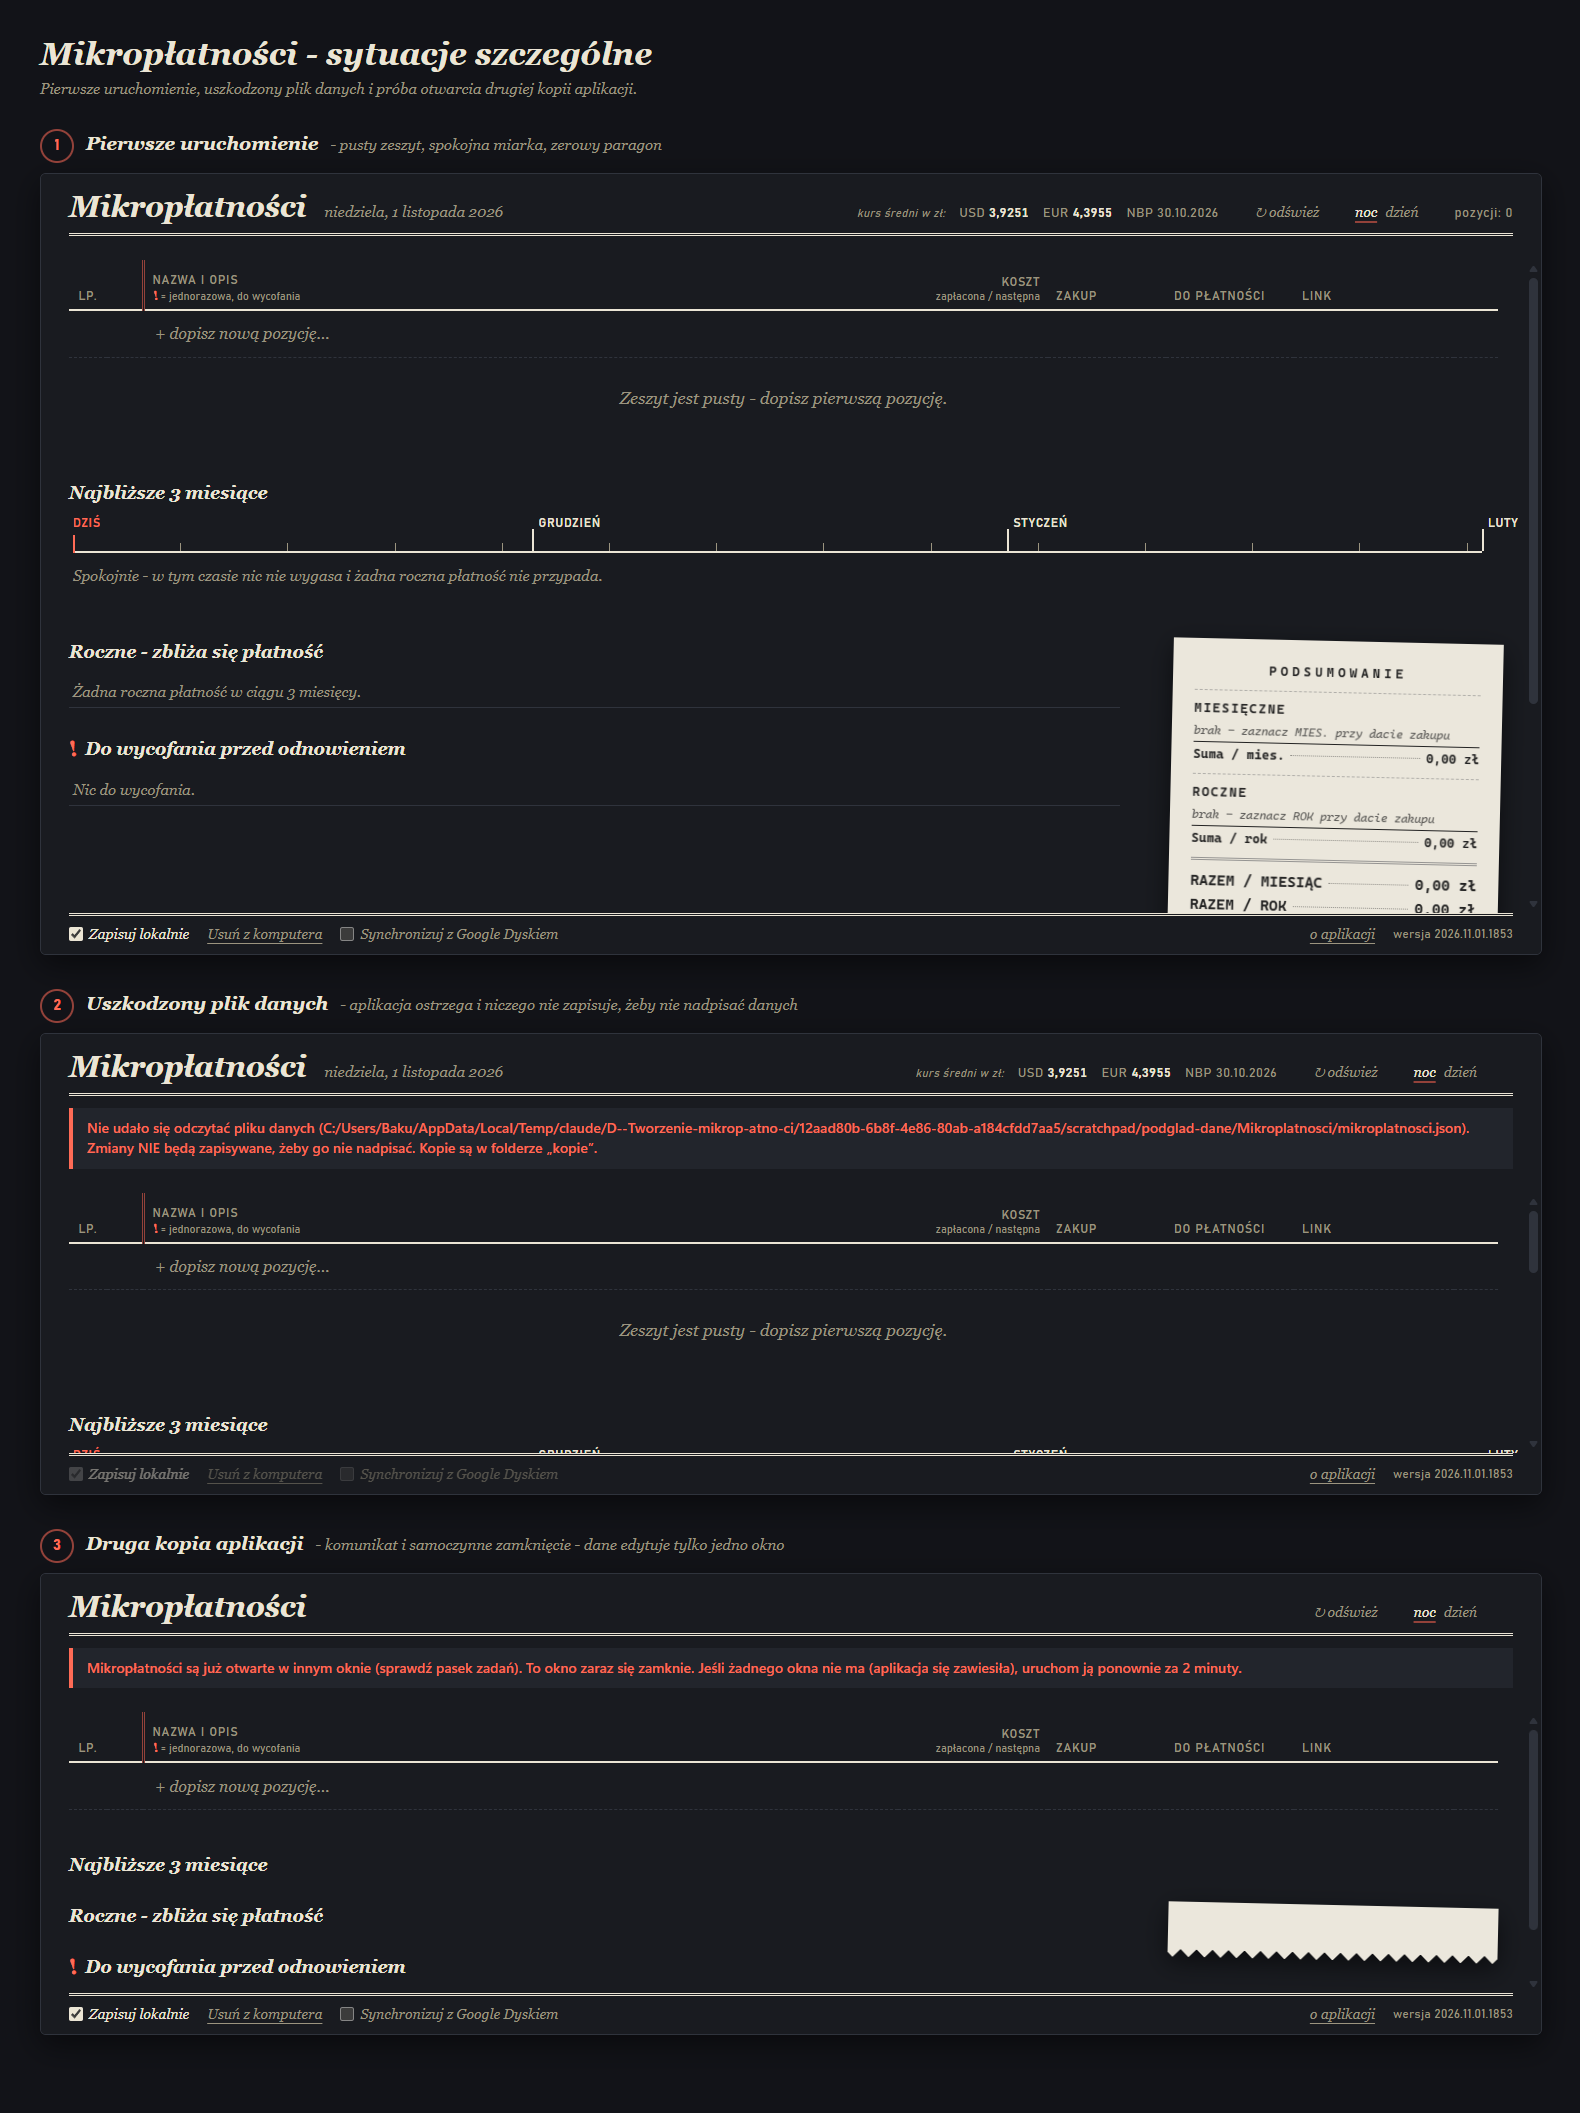 Mikropłatności - sytuacje szczególne
Pierwsze uruchomienie, uszkodzony plik danych i próba otwarcia drugiej kopii aplikacji.
1 Pierwsze uruchomienie - pusty zeszyt, spokojna miarka, zerowy paragon
Mikropłatności niedziela, 1 listopada 2026 kurs średni w zł: USD 3,9251 EUR 4,3955 NBP 30.10.2026 ↻ odśwież noc dzień pozycji: 0
LP. NAZWA I OPIS KOSZT ZAKUP DO PŁATNOŚCI LINK
! = jednorazowa, do wycofania zapłacona / następna
+ dopisz nową pozycję...
Zeszyt jest pusty - dopisz pierwszą pozycję.
Najbliższe 3 miesiące
DZIŚ GRUDZIEŃ STYCZEŃ LUTY
Spokojnie - w tym czasie nic nie wygasa i żadna roczna płatność nie przypada.
Roczne - zbliża się płatność
Żadna roczna płatność w ciągu 3 miesięcy.
! Do wycofania przed odnowieniem
Nic do wycofania.
PODSUMOWANIE
MIESIĘCZNE
brak - zaznacz MIES. przy dacie zakupu
Suma / mies. 0,00 zł
ROCZNE
brak - zaznacz ROK przy dacie zakupu
Suma / rok 0,00 zł
RAZEM / MIESIĄC 0,00 zł
RAZEM / ROK 0,00 zł
Zapisuj lokalnie Usuń z komputera Synchronizuj z Google Dyskiem o aplikacji wersja 2026.11.01.1853
2 Uszkodzony plik danych - aplikacja ostrzega i niczego nie zapisuje, żeby nie nadpisać danych
Mikropłatności niedziela, 1 listopada 2026 kurs średni w zł: USD 3,9251 EUR 4,3955 NBP 30.10.2026 ↻ odśwież noc dzień
Nie udało się odczytać pliku danych (C:/Users/Baku/AppData/Local/Temp/claude/D--Tworzenie-mikrop-atno-ci/12aad80b-6b8f-4e86-80ab-a184cfdd7aa5/scratchpad/podglad-dane/Mikroplatnosci/mikroplatnosci.json).
Zmiany NIE będą zapisywane, żeby go nie nadpisać. Kopie są w folderze „kopie”.
LP. NAZWA I OPIS KOSZT ZAKUP DO PŁATNOŚCI LINK
! = jednorazowa, do wycofania zapłacona / następna
+ dopisz nową pozycję...
Zeszyt jest pusty - dopisz pierwszą pozycję.
Najbliższe 3 miesiące
DZIŚ GRUDZIEŃ STYCZEŃ LUTY
Zapisuj lokalnie Usuń z komputera Synchronizuj z Google Dyskiem o aplikacji wersja 2026.11.01.1853
3 Druga kopia aplikacji - komunikat i samoczynne zamknięcie - dane edytuje tylko jedno okno
Mikropłatności ↻ odśwież noc dzień
Mikropłatności są już otwarte w innym oknie (sprawdź pasek zadań). To okno zaraz się zamknie. Jeśli żadnego okna nie ma (aplikacja się zawiesiła), uruchom ją ponownie za 2 minuty.
LP. NAZWA I OPIS KOSZT ZAKUP DO PŁATNOŚCI LINK
! = jednorazowa, do wycofania zapłacona / następna
+ dopisz nową pozycję...
Najbliższe 3 miesiące
Roczne - zbliża się płatność
! Do wycofania przed odnowieniem
Zapisuj lokalnie Usuń z komputera Synchronizuj z Google Dyskiem o aplikacji wersja 2026.11.01.1853